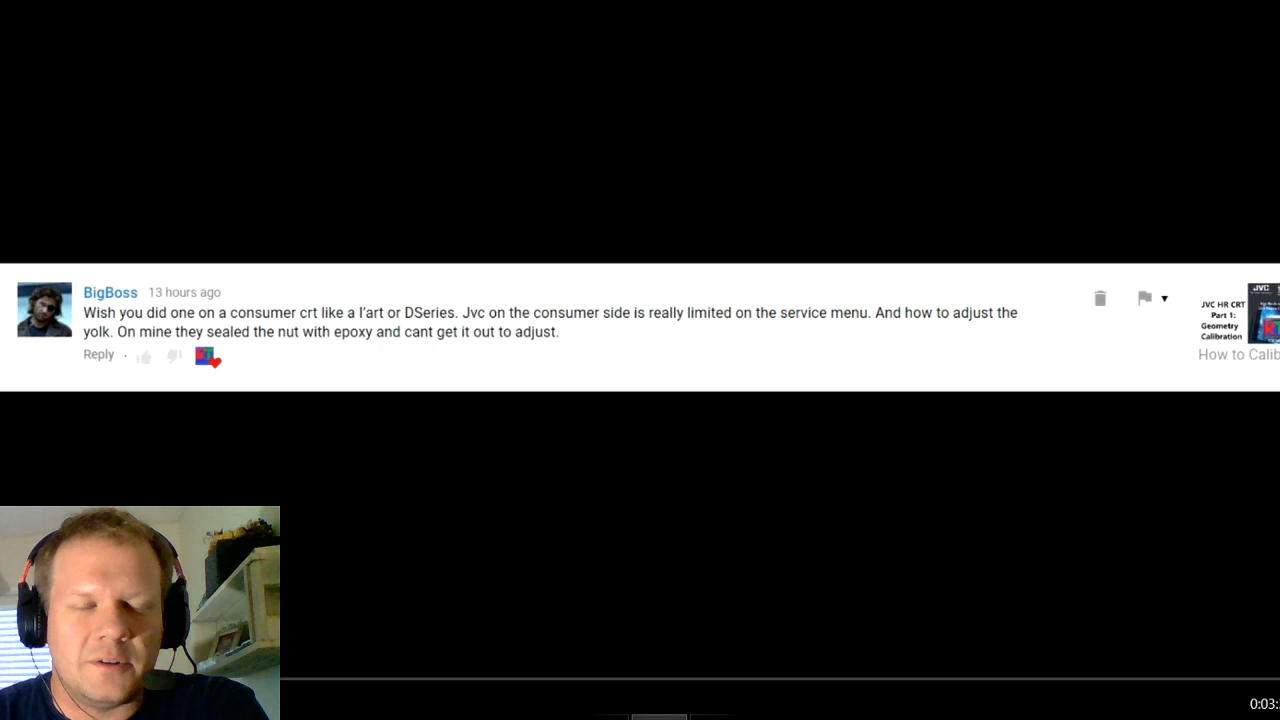 BigBoss 13 hours ago
Wish you did one on a consumer crt like a I'art or DSeries. Jvc on the consumer side is really limited on the service menu. And how to adjust the
yolk. On mine they sealed the nut with epoxy and cant get it out to adjust.
Reply
JVC
JVC HR CRT
Part 1:
Geometry
Calibration
How to Calib
0:03: